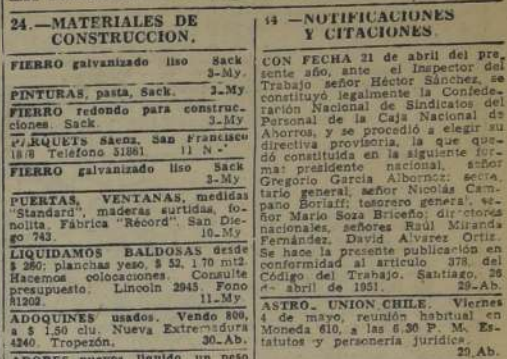 24.—MATERIALES DE
CONSTRUCCION.
FIERRO galvanizado liso Sack
3-My.
PINTURAS, pasta, Sack. 3-My
FIERRO redondo para construc-
ciones. Sack. 3-My.
PARQUETS Sáenz, San Francisco
Teléfono 51861 11 N -
FIERRO galvanizado liso Sack
3-My
PUERTAS, VENTANAS, medidas
"Standard", maderas surtidas, fo-
nolita. Fábrica "Récord". San Die-
go 743. 10-My.
LIQUIDAMOS BALDOSAS desde
$ 260; planchas yeso, $ 52, 1.70 mt2.
Hacemos colocaciones. Consulte
presupuesto. Lincoln 2945. Fono
81202. 11-My.
ADOQUINES usados. Vendo 800,
a $ 1,50 clu. Nueva Extremadura
4240. Tropezón. 30-Ab.
44 —NOTIFICACIONES
Y CITACIONES
CON FECHA 21 de abril del pre-
sente año, ante el Inspector del
Trabajo señor Héctor Sánchez, se
constituyó legalmente la Confede-
ración Nacional de Sindicatos del
Personal de la Caja Nacional de
Ahorros, y se procedió a elegir su
directiva provisoria, la que que-
dó constituída en la siguiente for-
ma: presidente nacional, señor
Gregorio García Albornoz; secre-
tario general, señor Nicolás Cam-
pano Borlaff; tesorero general, se-
ñor Mario Soza Briceño; directores
nacionales, señores Raúl Miranda
Fernández, David Alvarez Ortiz.
Se hace la presente publicación en
conformidad al artículo 378, del
Código del Trabajo, Santiago, 26
de abril de 1951. 29-Ab.
ASTRO- UNION CHILE. Viernes
4 de mayo, reunión habitual en
Moneda 610, a las 6.30 P. M. Es-
tatutos y personería jurídica.
29-Ab.